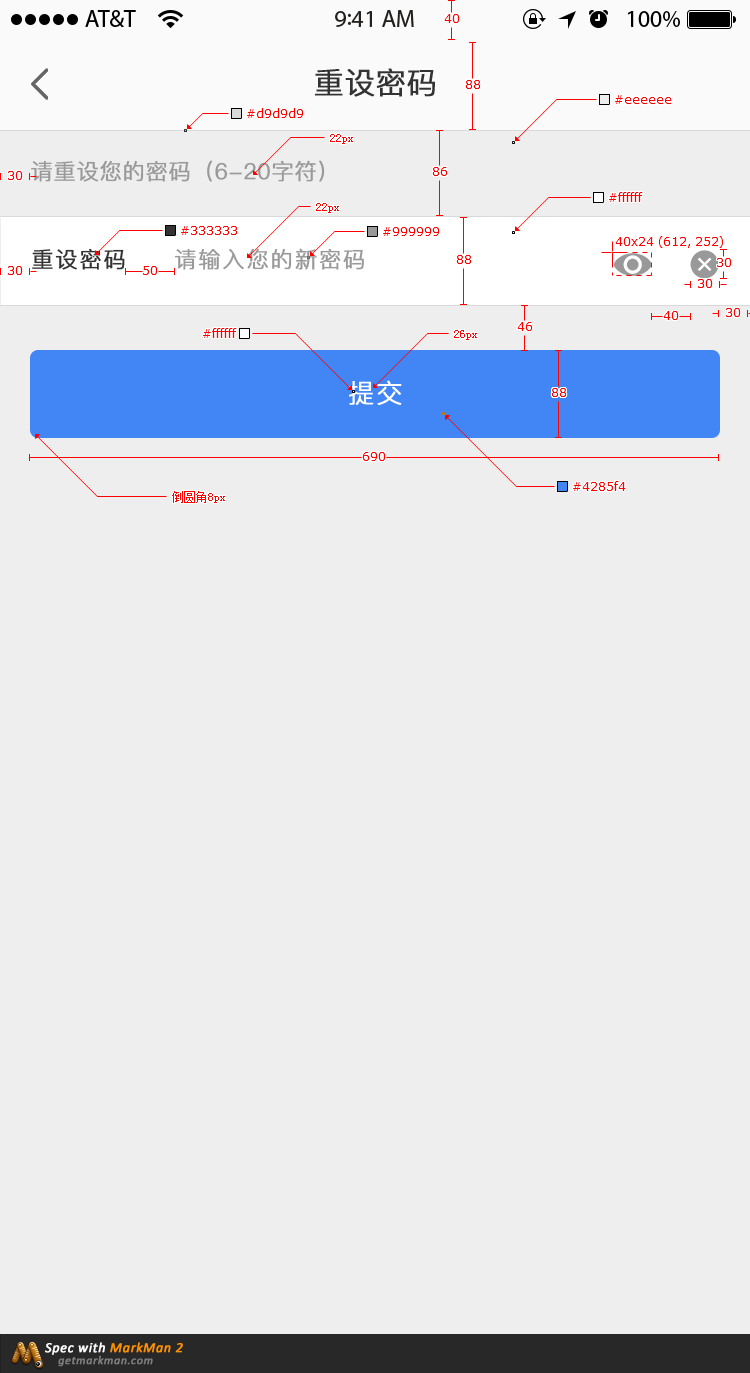 ●●●●● AT&T 9:41 AM 100%
40
重设密码
88
#d9d9d9
#eeeeee
22px
请重设您的密码（6-20字符）
30
86
#ffffff
22px
#333333
#999999
40x24 (612, 252)
重设密码
请输入您的新密码
30
50
88
30
30
40
30
46
#ffffff
26px
提交
88
690
#4285f4
倒圆角8px
Spec with MarkMan 2
getmarkman.com